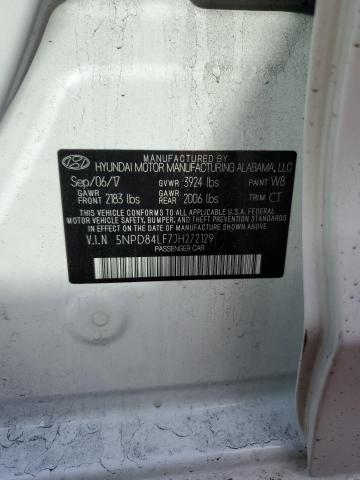 MANUFACTURED BY
HYUNDAI MOTOR MANUFACTURING ALABAMA, LLC
Sep/06/17 GVWR 3924 lbs PAINT W8
GAWR FRONT 2183 lbs GAWR REAR 2006 lbs TRIM CT
THIS VEHICLE CONFORMS TO ALL APPLICABLE U.S.A. FEDERAL
MOTOR VEHICLE SAFETY, BUMPER, AND THEFT PREVENTION
STANDARDS IN EFFECT ON THE DATE OF MANUFACTURE SHOWN ABOVE.
V.I.N 5NPD84LF7JH272129
PASSENGER CAR